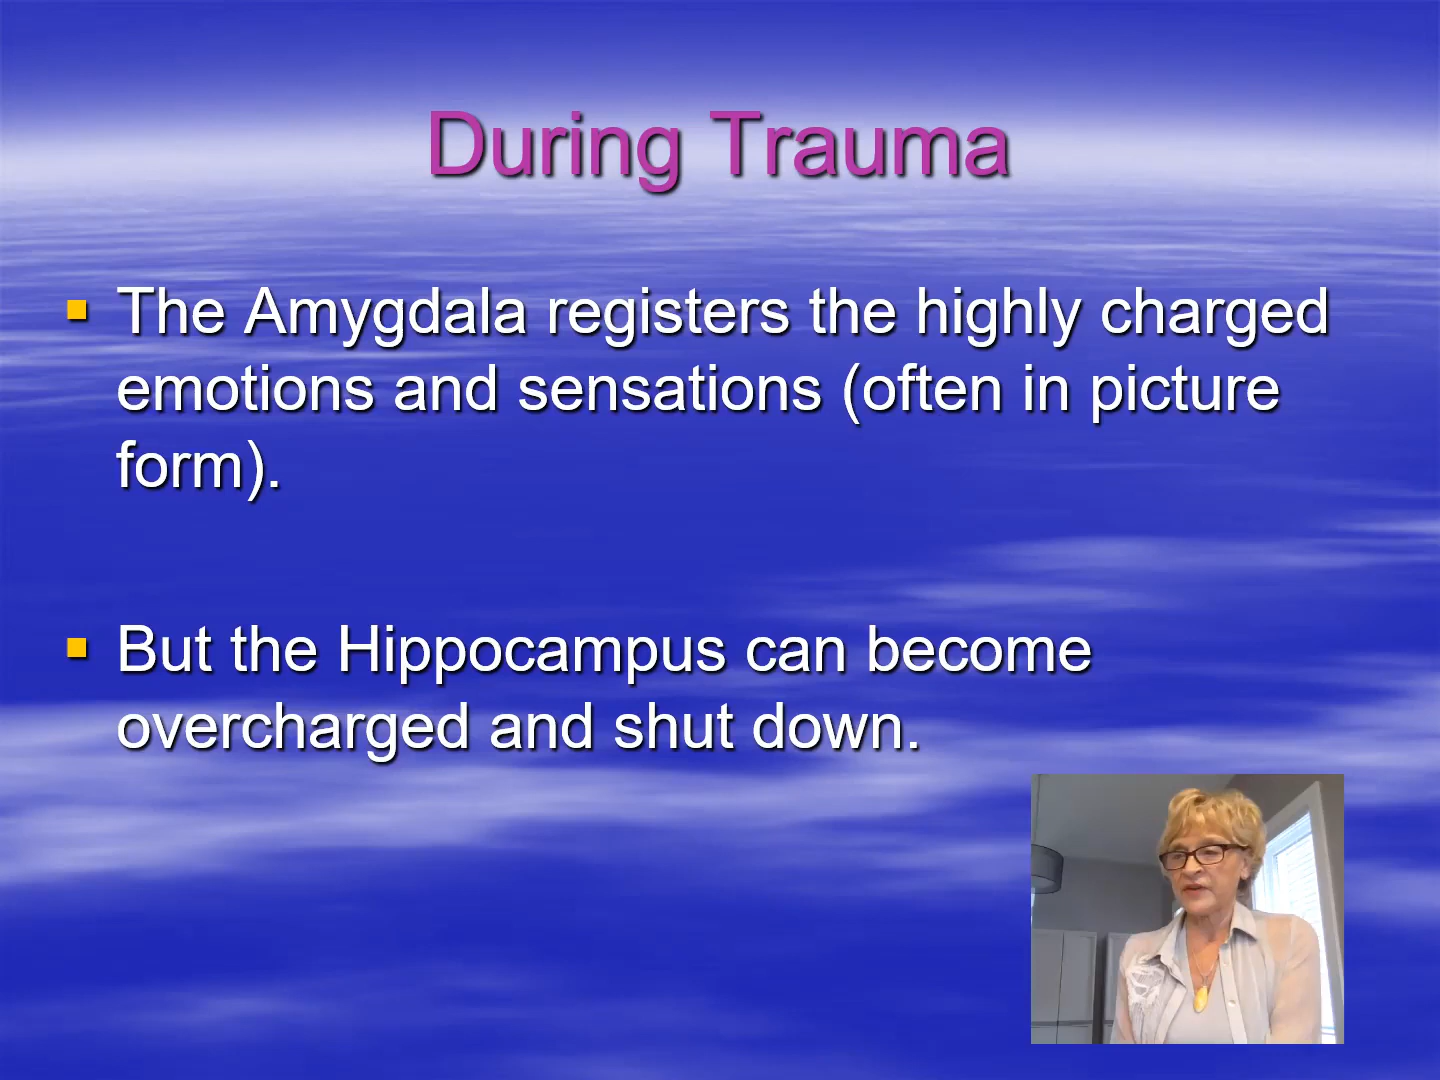 During Trauma
The Amygdala registers the highly charged
emotions and sensations (often in picture
form).
But the Hippocampus can become
overcharged and shut down.